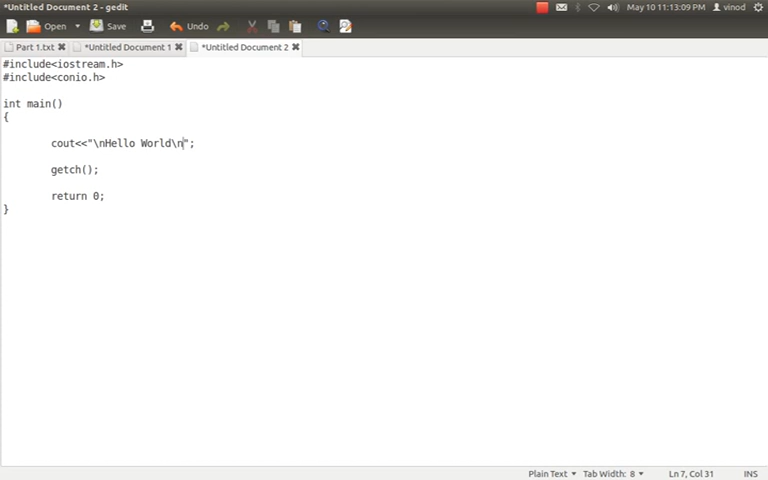 *Untitled Document 2 - gedit
May 10 11:13:09 PM vinod
Open Save Undo
Part 1.txt *Untitled Document 1 *Untitled Document 2
#include<iostream.h>
#include<conio.h>
int main()
{
cout<<"\nHello World\n";
getch();
return 0;
}
Plain Text Tab Width: 8 Ln 7, Col 31 INS